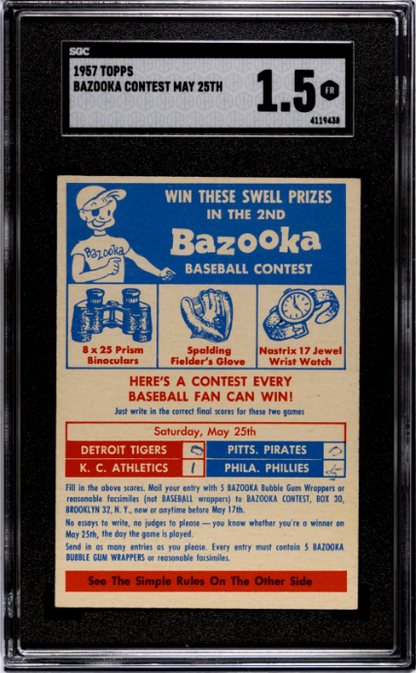 SGC
1957 TOPPS
BAZOOKA CONTEST MAY 25TH
1.5 FR
4119438
WIN THESE SWELL PRIZES
IN THE 2ND
Bazooka
BASEBALL CONTEST
Bazooka
8 x 25 Prism
Binoculars
Spalding
Fielder's Glove
Nastrix 17 Jewel
Wrist Watch
HERE'S A CONTEST EVERY
BASEBALL FAN CAN WIN!
Just write in the correct final scores for these two games
Saturday, May 25th
DETROIT TIGERS
PITTS. PIRATES
K. C. ATHLETICS 1
PHILA. PHILLIES 5
Fill in the above scores. Mail your entry with 5 BAZOOKA Bubble Gum Wrappers or
reasonable facsimiles (not BASEBALL wrappers) to BAZOOKA CONTEST, BOX 30,
BROOKLYN 32, N. Y., now or anytime before May 17th.
No essays to write, no judges to please — you know whether you're a winner on
May 25th, the day the game is played.
Send in as many entries as you please. Every entry must contain 5 BAZOOKA
BUBBLE GUM WRAPPERS or reasonable facsimiles.
See The Simple Rules On The Other Side